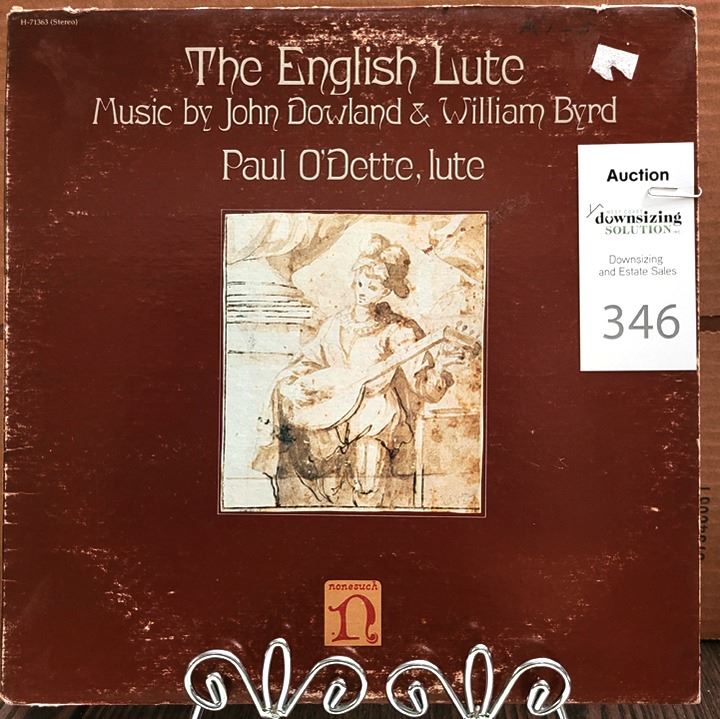 H-71363 (Stereo)
The English Lute
Music by John Dowland & William Byrd
Paul O'Dette, lute
Auction
downsizing
SOLUTION
Downsizing
and Estate Sales
346
nonesuch
n